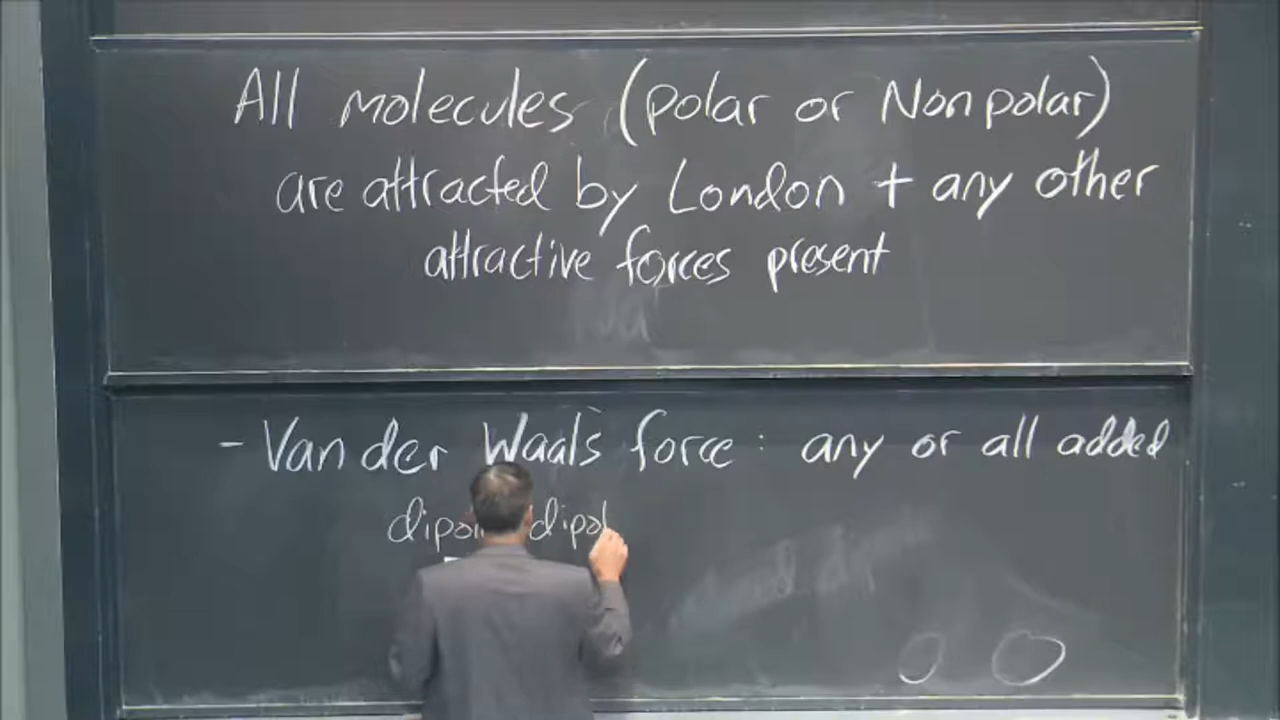 All molecules (polar or Nonpolar)
are attracted by London + any other
attractive forces present
- Van der Waals force: any or all added